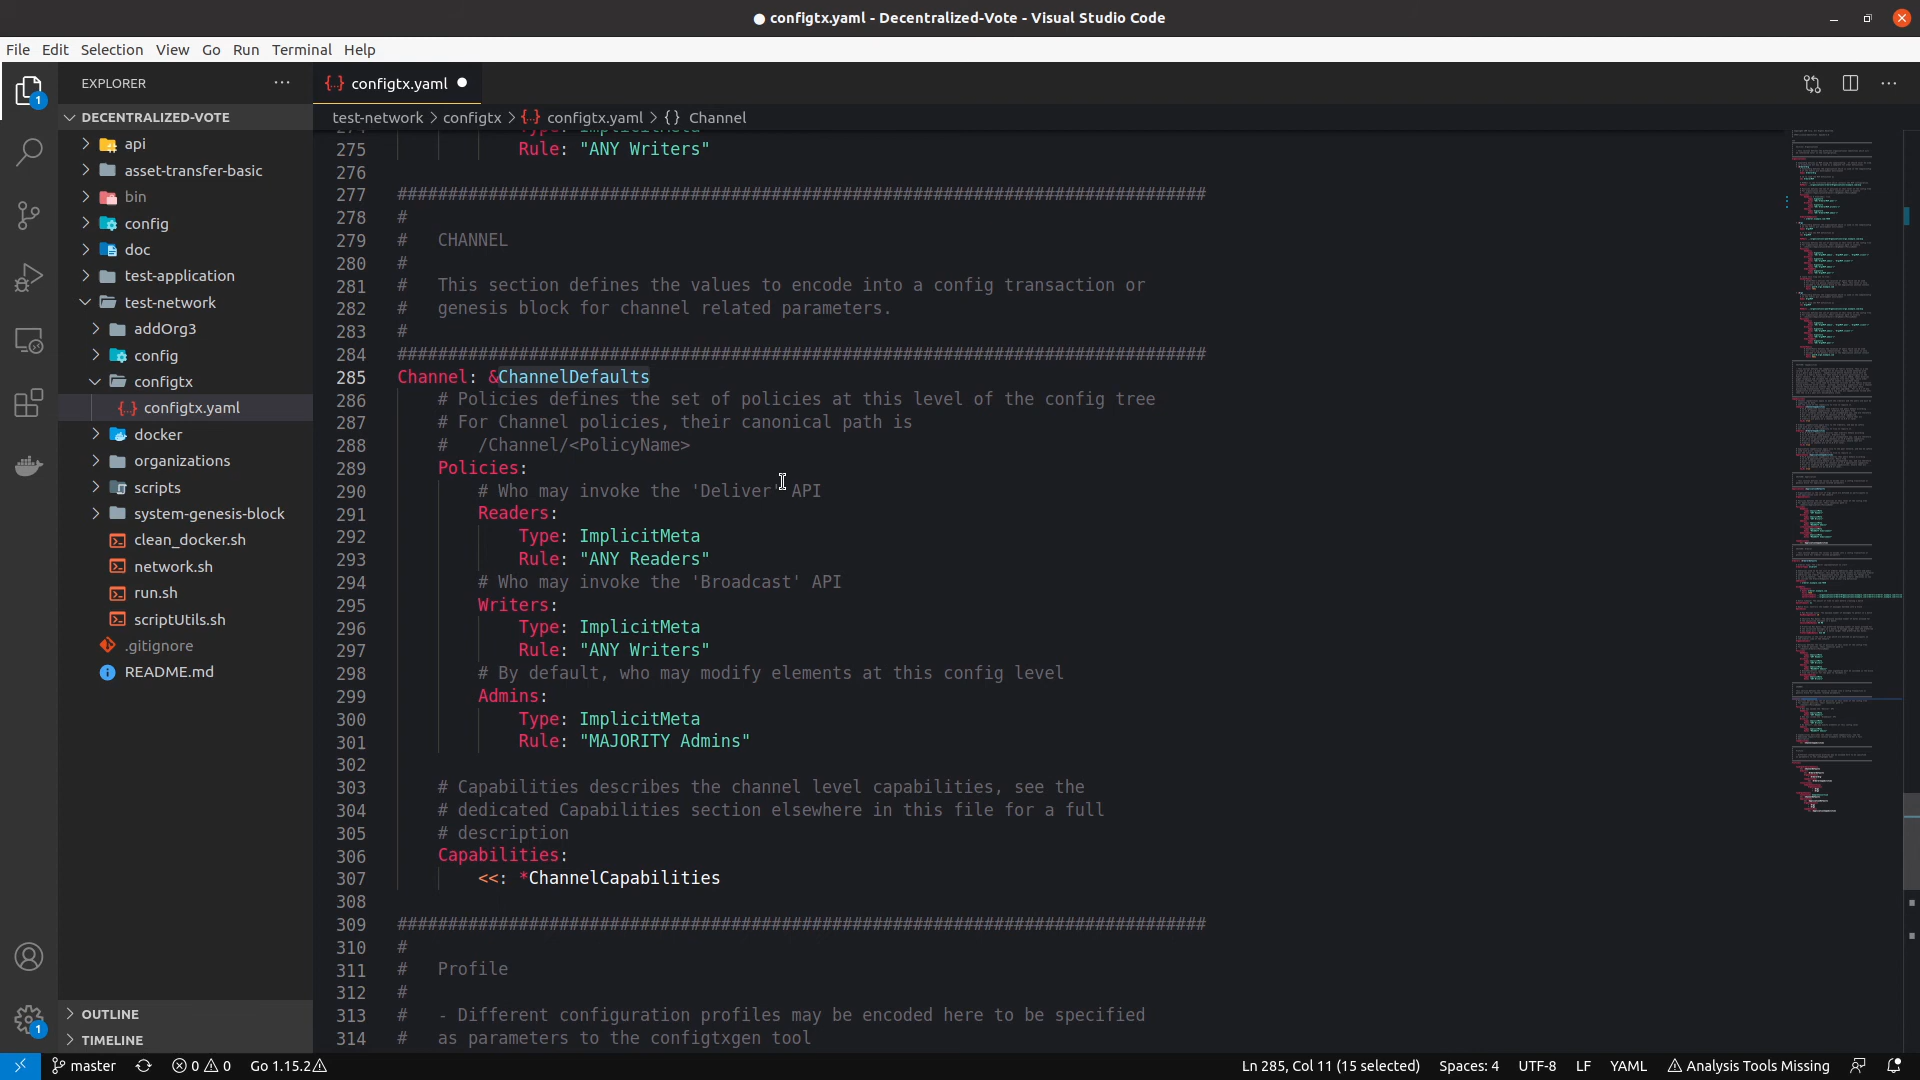 ● configtx.yaml - Decentralized-Vote - Visual Studio Code
File Edit Selection View Go Run Terminal Help
1
EXPLORER
DECENTRALIZED-VOTE
api
asset-transfer-basic
bin
config
doc
test-application
test-network
addOrg3
config
configtx
configtx.yaml
docker
organizations
scripts
system-genesis-block
clean_docker.sh
network.sh
run.sh
scriptUtils.sh
.gitignore
README.md
OUTLINE
TIMELINE
1
configtx.yaml
test-network > configtx > configtx.yaml > {} Channel
275 Rule: "ANY Writers"
276
277 ################################################################################
278 #
279 #   CHANNEL
280 #
281 #   This section defines the values to encode into a config transaction or
282 #   genesis block for channel related parameters.
283 #
284 ################################################################################
285 Channel: &ChannelDefaults
286 # Policies defines the set of policies at this level of the config tree
287 # For Channel policies, their canonical path is
288 #   /Channel/<PolicyName>
289 Policies:
290 # Who may invoke the 'Deliver' API
291 Readers:
292 Type: ImplicitMeta
293 Rule: "ANY Readers"
294 # Who may invoke the 'Broadcast' API
295 Writers:
296 Type: ImplicitMeta
297 Rule: "ANY Writers"
298 # By default, who may modify elements at this config level
299 Admins:
300 Type: ImplicitMeta
301 Rule: "MAJORITY Admins"
302
303 # Capabilities describes the channel level capabilities, see the
304 # dedicated Capabilities section elsewhere in this file for a full
305 # description
306 Capabilities:
307 <<: *ChannelCapabilities
308
309 ################################################################################
310 #
311 #   Profile
312 #
313 #   - Different configuration profiles may be encoded here to be specified
314 #   as parameters to the configtxgen tool
master 0 0 Go 1.15.2 Ln 285, Col 11 (15 selected) Spaces: 4 UTF-8 LF YAML Analysis Tools Missing